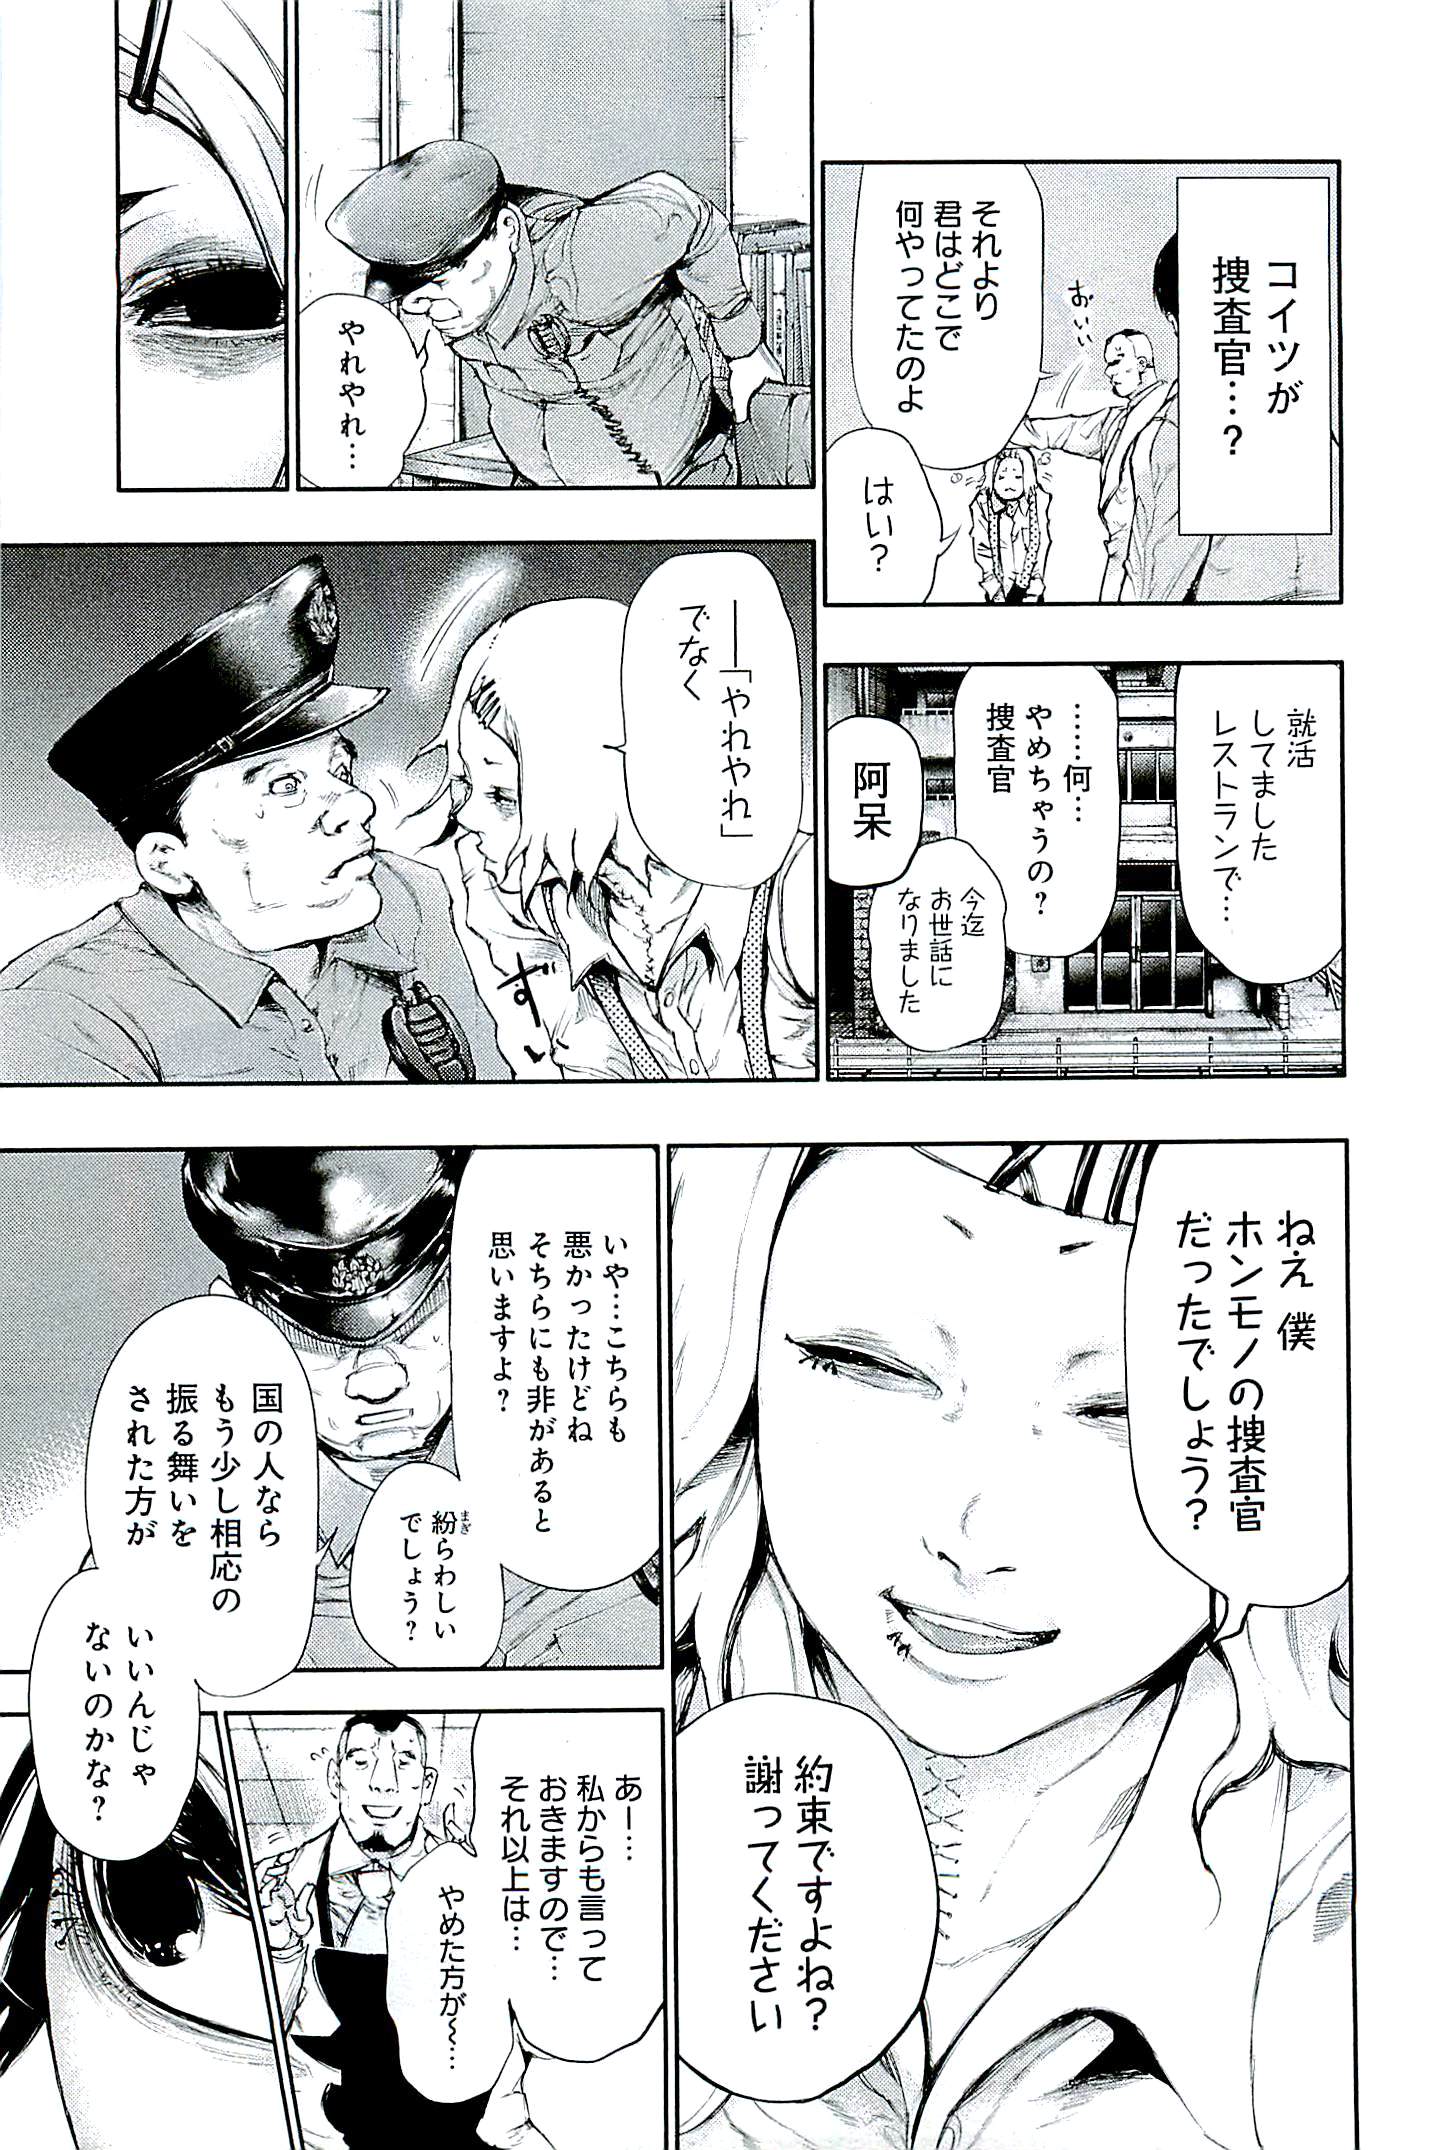 コイツが
捜査官…?
おいい
それより
君はどこで
何やってたのよ
はい?
就活
してました
レストランで…
……何…
やめちゃうの?
捜査官
阿呆
今迄
お世話に
なりました
やれやれ…
――「やれやれ」
でなく
ずーい
ねえ 僕
ホンモノの捜査官
だったでしょう?
約束ですよね?
謝ってください
いや…こちらも
悪かったけどね
そちらにも非があると
思いますよ?
紛らわしい
まぎ
でしょう?
国の人なら
もう少し相応の
振る舞いを
された方が
いいんじゃ
ないのかな?
あー…
私からも言って
おきますので…
それ以上は…
やめた方が〜…